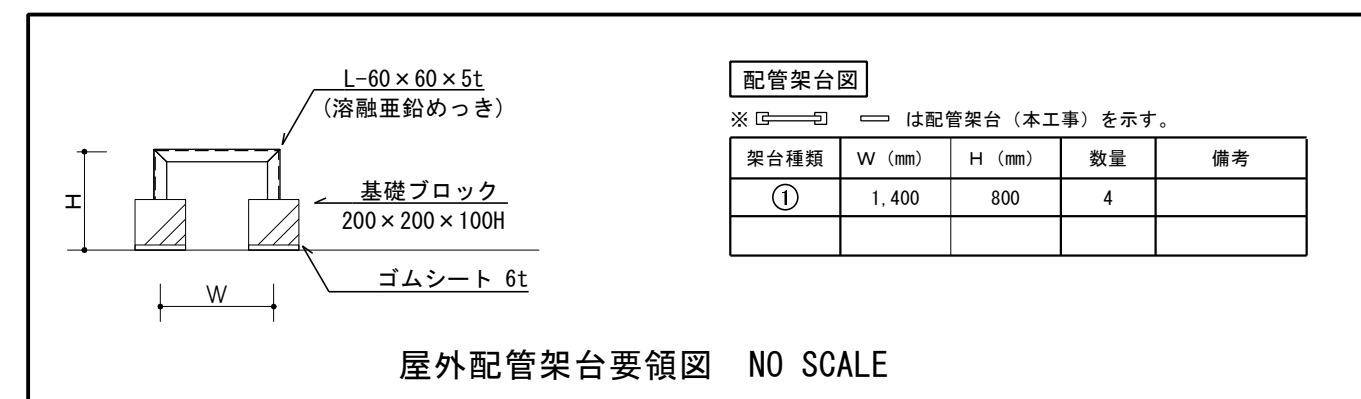 L-60×60×5t
(溶融亜鉛めっき)
H
基礎ブロック
200×200×100H
ゴムシート 6t
W
配管架台図
※ は配管架台（本工事）を示す。
架台種類 W（㎜） H（㎜） 数量 備考
① 1,400 800 4
屋外配管架台要領図 NO SCALE